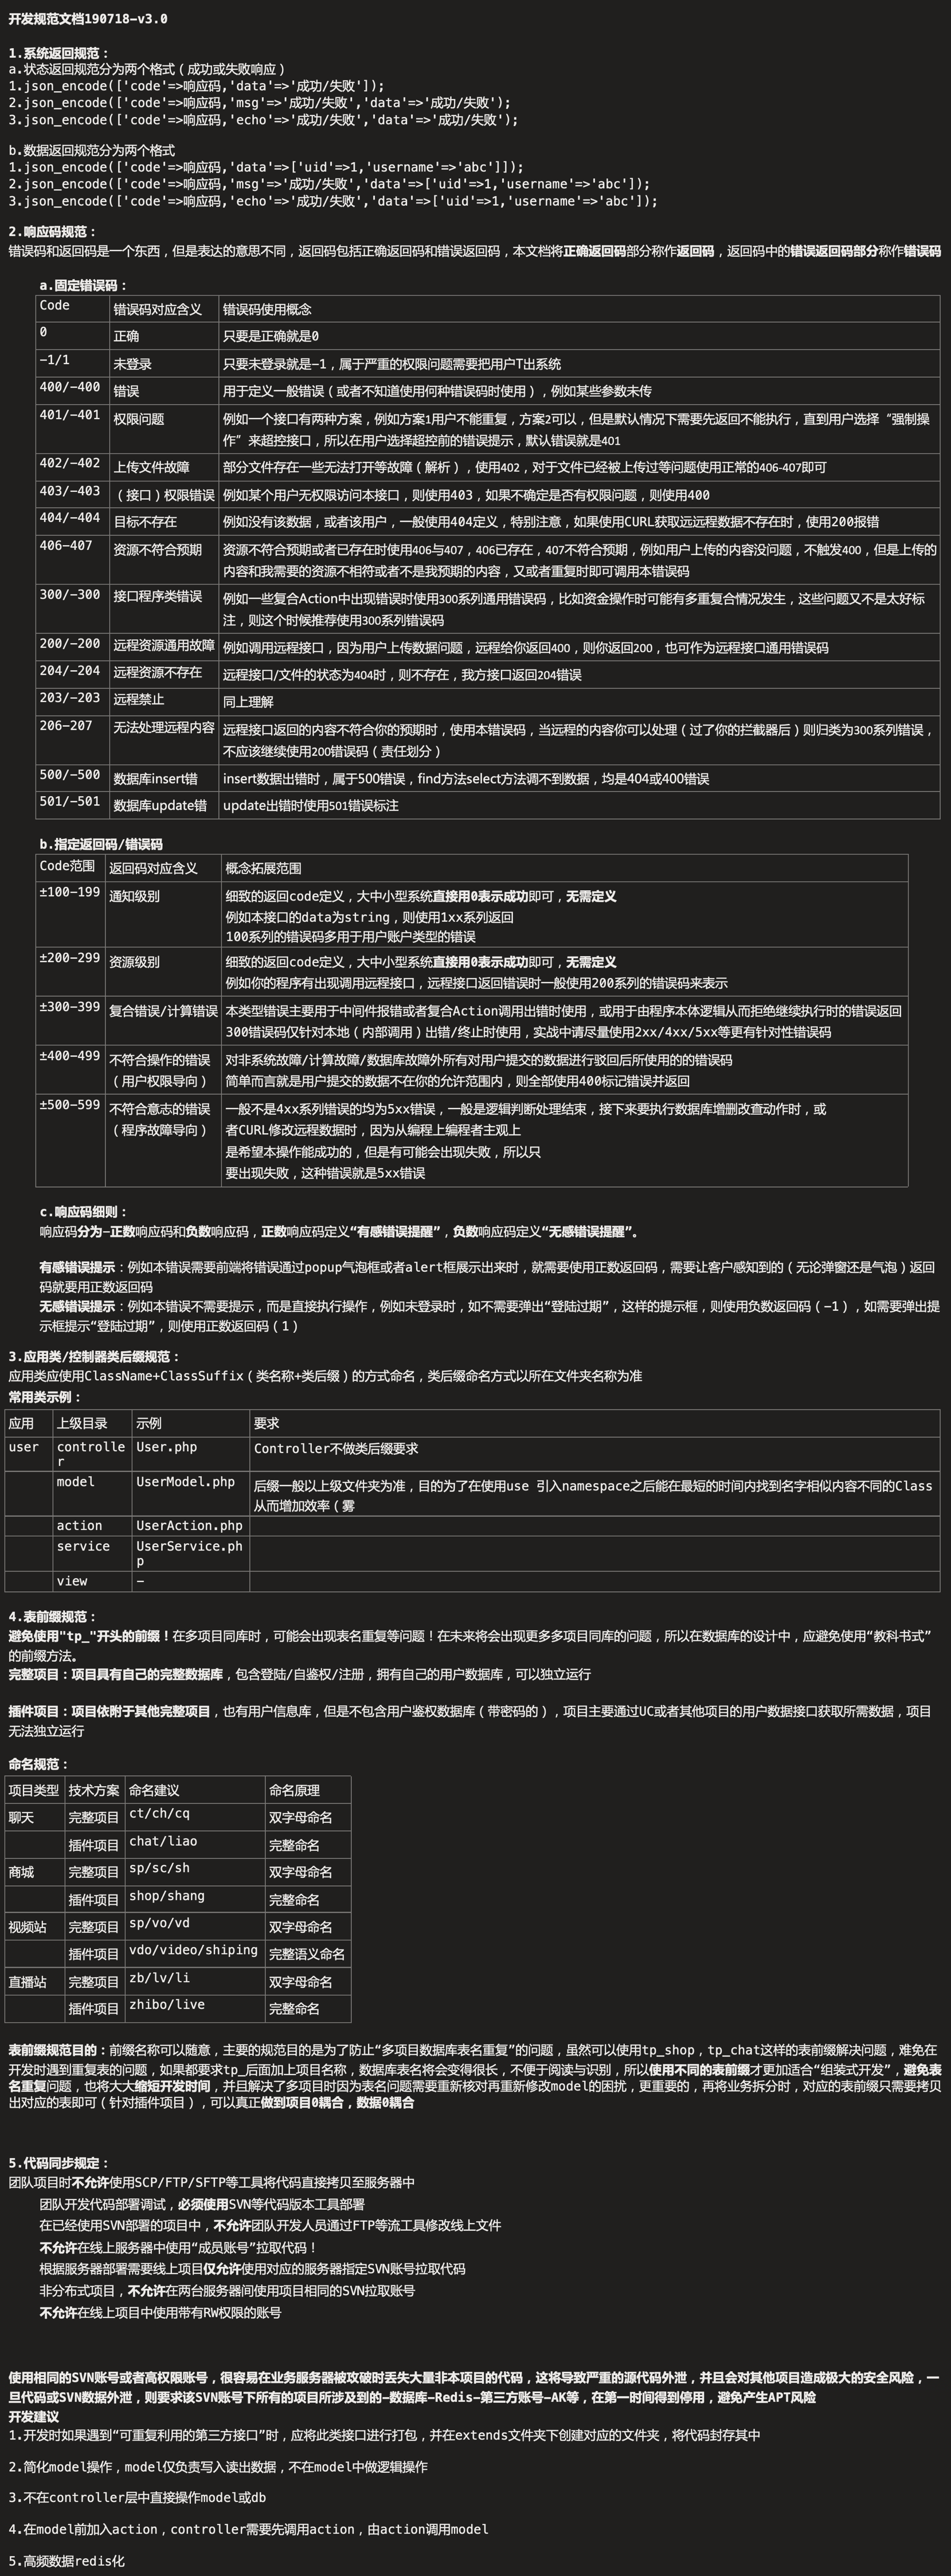 开发规范文档190718-v3.0
1.系统返回规范：
a.状态返回规范分为两个格式（成功或失败响应）
1.json_encode(['code'=>响应码,'data'=>'成功/失败']);
2.json_encode(['code'=>响应码,'msg'=>'成功/失败','data'=>'成功/失败');
3.json_encode(['code'=>响应码,'echo'=>'成功/失败','data'=>'成功/失败');
b.数据返回规范分为两个格式
1.json_encode(['code'=>响应码,'data'=>['uid'=>1,'username'=>'abc']]);
2.json_encode(['code'=>响应码,'msg'=>'成功/失败','data'=>['uid'=>1,'username'=>'abc']);
3.json_encode(['code'=>响应码,'echo'=>'成功/失败','data'=>['uid'=>1,'username'=>'abc']);
2.响应码规范：
错误码和返回码是一个东西，但是表达的意思不同，返回码包括正确返回码和错误返回码，本文档将正确返回码部分称作返回码，返回码中的错误返回码部分称作错误码
a.固定错误码：
Code 错误码对应含义 错误码使用概念
0 正确 只要是正确就是0
-1/1 未登录 只要未登录就是-1，属于严重的权限问题需要把用户T出系统
400/-400 错误 用于定义一般错误（或者不知道使用何种错误码时使用），例如某些参数未传
401/-401 权限问题 例如一个接口有两种方案，例如方案1用户不能重复，方案2可以，但是默认情况下需要先返回不能执行，直到用户选择“强制操
作”来超控接口，所以在用户选择超控前的错误提示，默认错误就是401
402/-402 上传文件故障 部分文件存在一些无法打开等故障（解析），使用402，对于文件已经被上传过等问题使用正常的406-407即可
403/-403 （接口）权限错误 例如某个用户无权限访问本接口，则使用403，如果不确定是否有权限问题，则使用400
404/-404 目标不存在 例如没有该数据，或者该用户，一般使用404定义，特别注意，如果使用CURL获取远远程数据不存在时，使用200报错
406-407 资源不符合预期 资源不符合预期或者已存在时使用406与407，406已存在，407不符合预期，例如用户上传的内容没问题，不触发400，但是上传的
内容和我需要的资源不相符或者不是我预期的内容，又或者重复时即可调用本错误码
300/-300 接口程序类错误 例如一些复合Action中出现错误时使用300系列通用错误码，比如资金操作时可能有多重复合情况发生，这些问题又不是太好标
注，则这个时候推荐使用300系列错误码
200/-200 远程资源通用故障 例如调用远程接口，因为用户上传数据问题，远程给你返回400，则你返回200，也可作为远程接口通用错误码
204/-204 远程资源不存在 远程接口/文件的状态为404时，则不存在，我方接口返回204错误
203/-203 远程禁止 同上理解
206-207 无法处理远程内容 远程接口返回的内容不符合你的预期时，使用本错误码，当远程的内容你可以处理（过了你的拦截器后）则归类为300系列错误，
不应该继续使用200错误码（责任划分）
500/-500 数据库insert错 insert数据出错时，属于500错误，find方法select方法调不到数据，均是404或400错误
501/-501 数据库update错 update出错时使用501错误标注
b.指定返回码/错误码
Code范围 返回码对应含义 概念拓展范围
±100-199 通知级别 细致的返回code定义，大中小型系统直接用0表示成功即可，无需定义
例如本接口的data为string，则使用1xx系列返回
100系列的错误码多用于用户账户类型的错误
±200-299 资源级别 细致的返回code定义，大中小型系统直接用0表示成功即可，无需定义
例如你的程序有出现调用远程接口，远程接口返回错误时一般使用200系列的错误码来表示
±300-399 复合错误/计算错误 本类型错误主要用于中间件报错或者复合Action调用出错时使用，或用于由程序本体逻辑从而拒绝继续执行时的错误返回
300错误码仅针对本地（内部调用）出错/终止时使用，实战中请尽量使用2xx/4xx/5xx等更有针对性错误码
±400-499 不符合操作的错误 对非系统故障/计算故障/数据库故障外所有对用户提交的数据进行驳回后所使用的的错误码
（用户权限导向） 简单而言就是用户提交的数据不在你的允许范围内，则全部使用400标记错误并返回
±500-599 不符合意志的错误 一般不是4xx系列错误的均为5xx错误，一般是逻辑判断处理结束，接下来要执行数据库增删改查动作时，或
（程序故障导向） 者CURL修改远程数据时，因为从编程上编程者主观上
是希望本操作能成功的，但是有可能会出现失败，所以只
要出现失败，这种错误就是5xx错误
c.响应码细则：
响应码分为-正数响应码和负数响应码，正数响应码定义“有感错误提醒”，负数响应码定义“无感错误提醒”。
有感错误提示：例如本错误需要前端将错误通过popup气泡框或者alert框展示出来时，就需要使用正数返回码，需要让客户感知到的（无论弹窗还是气泡）返回
码就要用正数返回码
无感错误提示：例如本错误不需要提示，而是直接执行操作，例如未登录时，如不需要弹出“登陆过期”，这样的提示框，则使用负数返回码（-1），如需要弹出提
示框提示“登陆过期”，则使用正数返回码（1）
3.应用类/控制器类后缀规范：
应用类应使用ClassName+ClassSuffix（类名称+类后缀）的方式命名，类后缀命名方式以所在文件夹名称为准
常用类示例：
应用 上级目录 示例 要求
user controlle User.php Controller不做类后缀要求
r
model UserModel.php 后缀一般以上级文件夹为准，目的为了在使用use 引入namespace之后能在最短的时间内找到名字相似内容不同的Class
从而增加效率（雾
action UserAction.php
service UserService.ph
p
view -
4.表前缀规范：
避免使用"tp_"开头的前缀！在多项目同库时，可能会出现表名重复等问题！在未来将会出现更多多项目同库的问题，所以在数据库的设计中，应避免使用“教科书式”
的前缀方法。
完整项目：项目具有自己的完整数据库，包含登陆/自鉴权/注册，拥有自己的用户数据库，可以独立运行
插件项目：项目依附于其他完整项目，也有用户信息库，但是不包含用户鉴权数据库（带密码的），项目主要通过UC或者其他项目的用户数据接口获取所需数据，项目
无法独立运行
命名规范：
项目类型 技术方案 命名建议 命名原理
聊天 完整项目 ct/ch/cq 双字母命名
插件项目 chat/liao 完整命名
商城 完整项目 sp/sc/sh 双字母命名
插件项目 shop/shang 完整命名
视频站 完整项目 sp/vo/vd 双字母命名
插件项目 vdo/video/shiping 完整语义命名
直播站 完整项目 zb/lv/li 双字母命名
插件项目 zhibo/live 完整命名
表前缀规范目的：前缀名称可以随意，主要的规范目的是为了防止“多项目数据库表名重复”的问题，虽然可以使用tp_shop，tp_chat这样的表前缀解决问题，难免在
开发时遇到重复表的问题，如果都要求tp_后面加上项目名称，数据库表名将会变得很长，不便于阅读与识别，所以使用不同的表前缀才更加适合“组装式开发”，避免表
名重复问题，也将大大缩短开发时间，并且解决了多项目时因为表名问题需要重新核对再重新修改model的困扰，更重要的，再将业务拆分时，对应的表前缀只需要拷贝
出对应的表即可（针对插件项目），可以真正做到项目0耦合，数据0耦合
5.代码同步规定：
团队项目时不允许使用SCP/FTP/SFTP等工具将代码直接拷贝至服务器中
团队开发代码部署调试，必须使用SVN等代码版本工具部署
在已经使用SVN部署的项目中，不允许团队开发人员通过FTP等流工具修改线上文件
不允许在线上服务器中使用“成员账号”拉取代码！
根据服务器部署需要线上项目仅允许使用对应的服务器指定SVN账号拉取代码
非分布式项目，不允许在两台服务器间使用项目相同的SVN拉取账号
不允许在线上项目中使用带有RW权限的账号
使用相同的SVN账号或者高权限账号，很容易在业务服务器被攻破时丢失大量非本项目的代码，这将导致严重的源代码外泄，并且会对其他项目造成极大的安全风险，一
旦代码或SVN数据外泄，则要求该SVN账号下所有的项目所涉及到的-数据库-Redis-第三方账号-AK等，在第一时间得到停用，避免产生APT风险
开发建议
1.开发时如果遇到“可重复利用的第三方接口”时，应将此类接口进行打包，并在extends文件夹下创建对应的文件夹，将代码封存其中
2.简化model操作，model仅负责写入读出数据，不在model中做逻辑操作
3.不在controller层中直接操作model或db
4.在model前加入action，controller需要先调用action，由action调用model
5.高频数据redis化